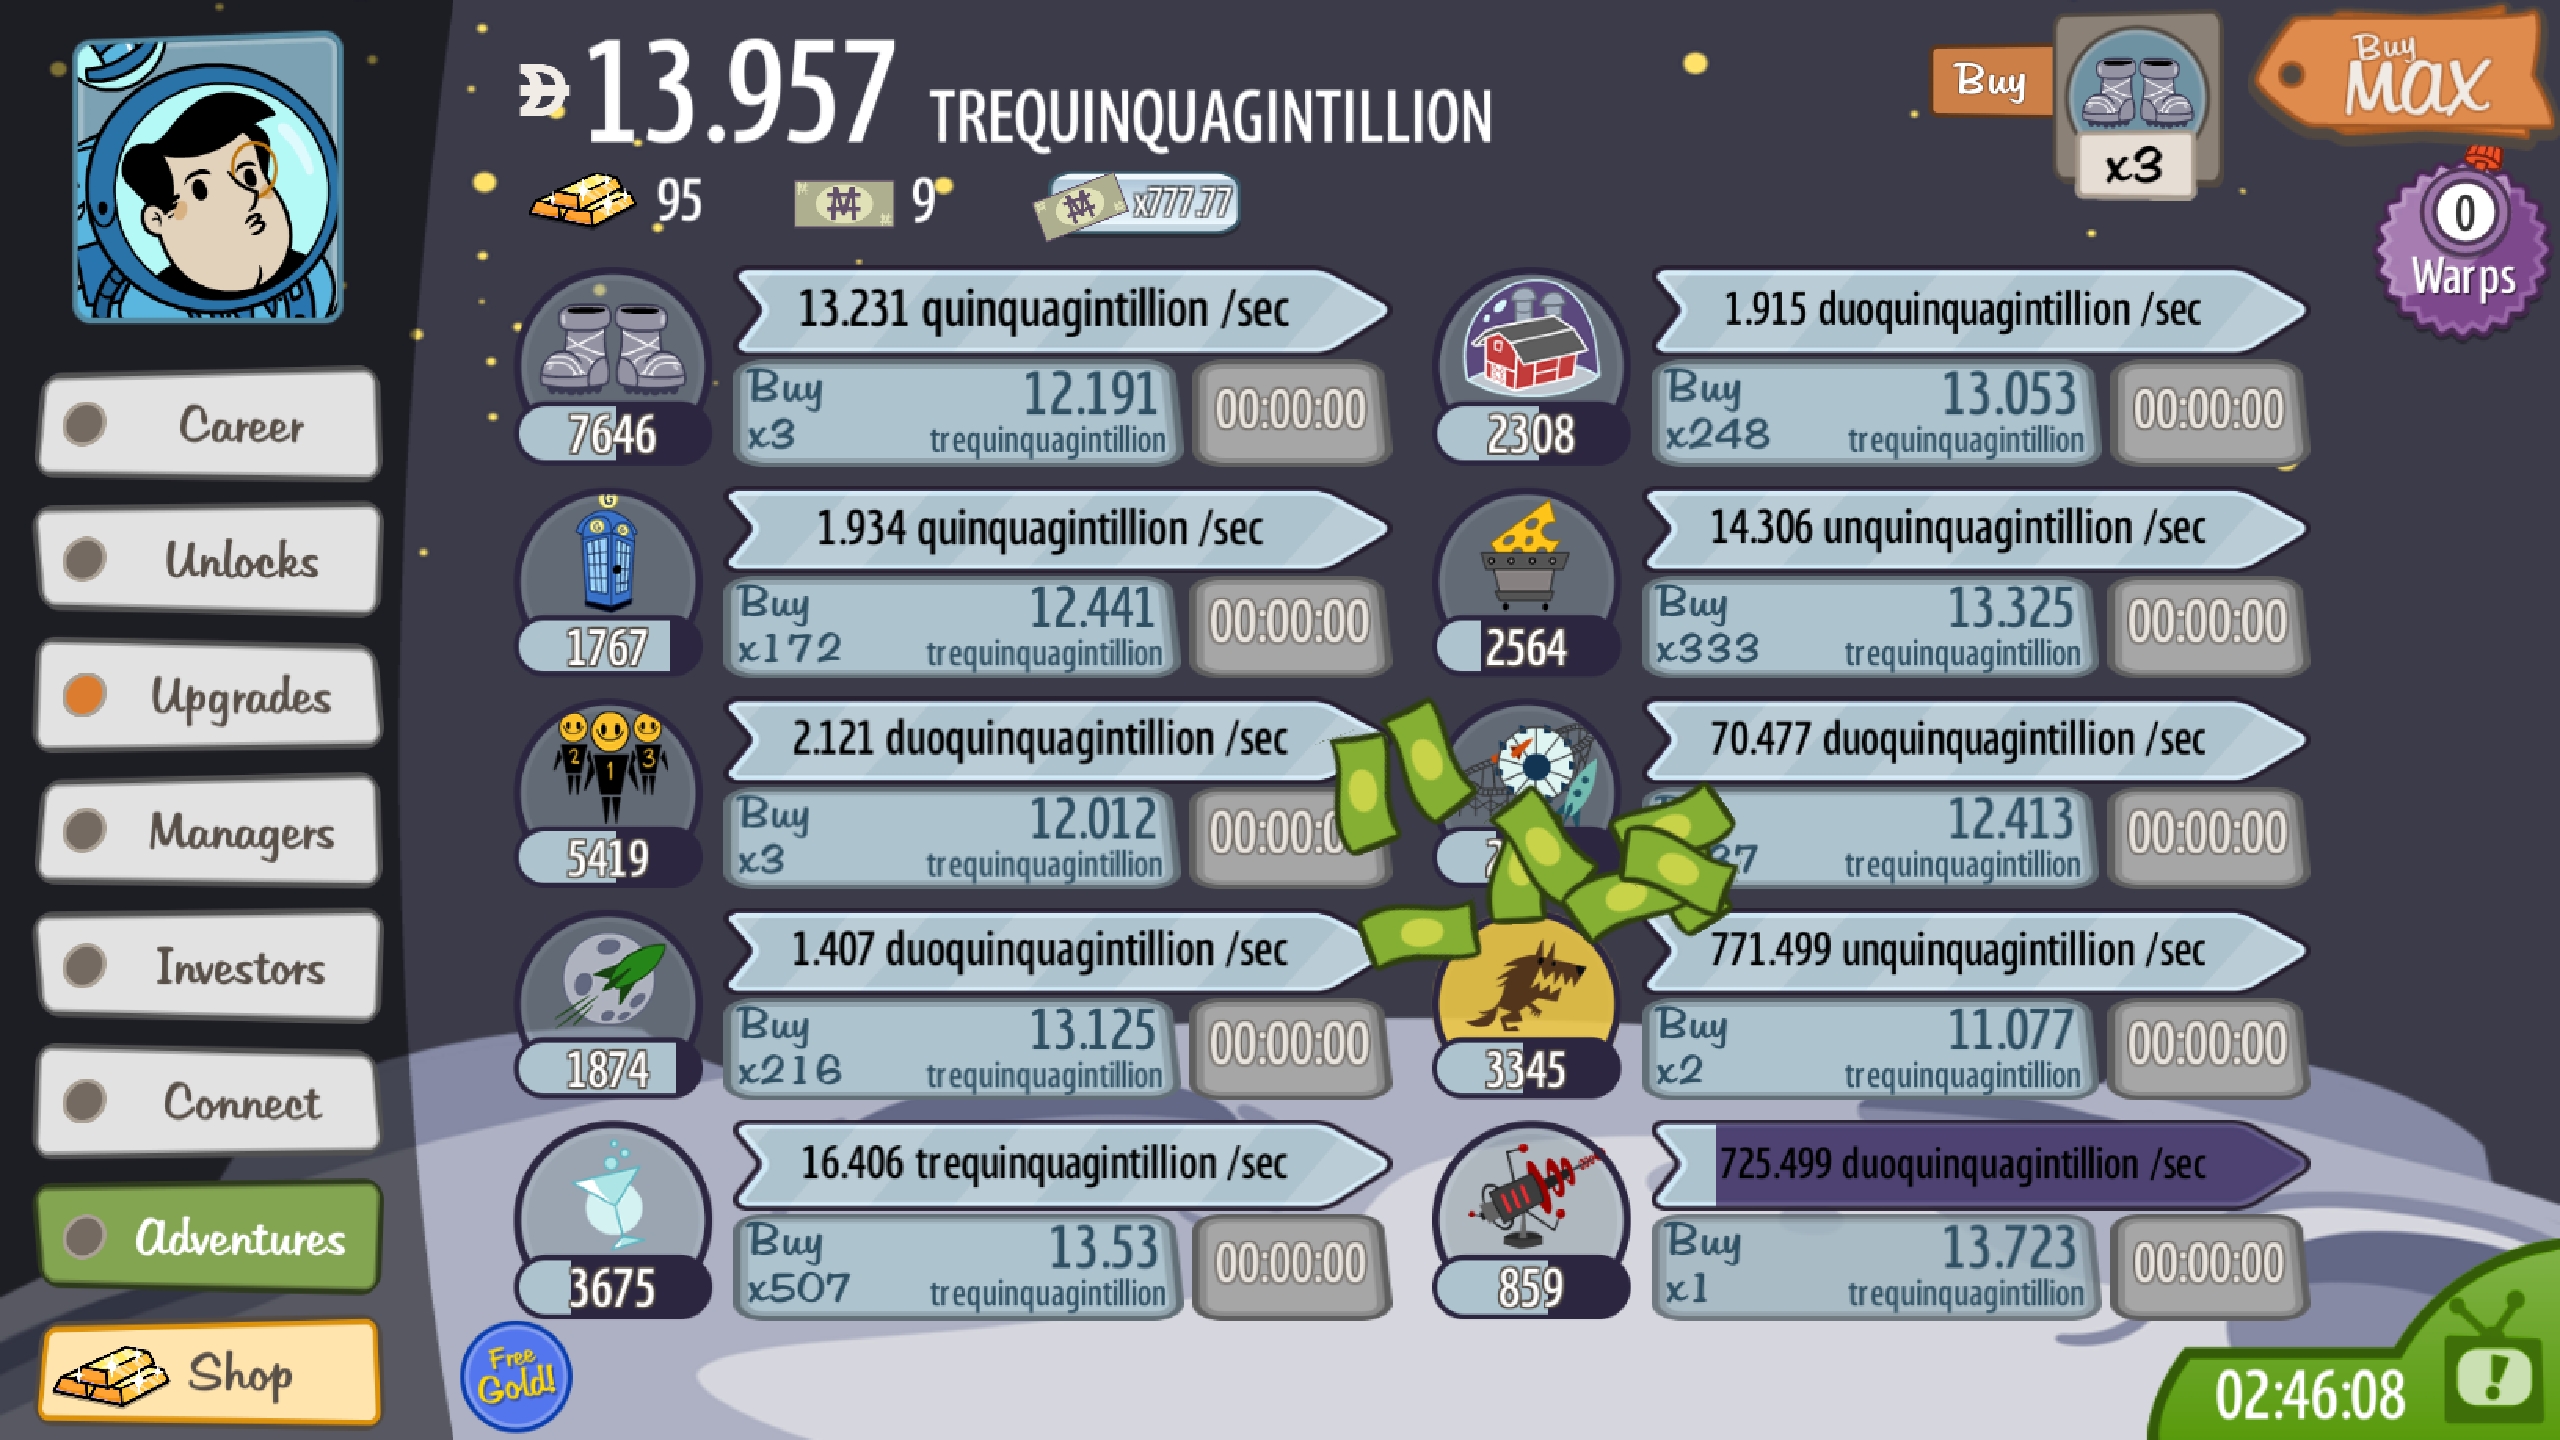 13.957 TREQUINQUAGINTILLION
Buy
x3
Buy
MAX
95
9
x777.77
0
Warps
Career
Unlocks
Upgrades
Managers
Investors
Connect
Adventures
Shop
13.231 quinquagintillion /sec
7646
Buy
x3
12.191
trequinquagintillion
00:00:00
1.915 duoquinquagintillion /sec
2308
Buy
x248
13.053
trequinquagintillion
00:00:00
G
1.934 quinquagintillion /sec
1767
Buy
x172
12.441
trequinquagintillion
00:00:00
14.306 unquinquagintillion /sec
2564
Buy
x333
13.325
trequinquagintillion
00:00:00
2 1 3
2.121 duoquinquagintillion /sec
5419
Buy
x3
12.012
trequinquagintillion
00:00:0
70.477 duoquinquagintillion /sec
12.413
trequinquagintillion
00:00:00
1.407 duoquinquagintillion /sec
1874
Buy
x216
13.125
trequinquagintillion
00:00:00
771.499 unquinquagintillion /sec
3345
Buy
x2
11.077
trequinquagintillion
00:00:00
16.406 trequinquagintillion /sec
3675
Buy
x507
13.53
trequinquagintillion
00:00:00
725.499 duoquinquagintillion /sec
859
Buy
x1
13.723
trequinquagintillion
00:00:00
Free
Gold!
02:46:08
!